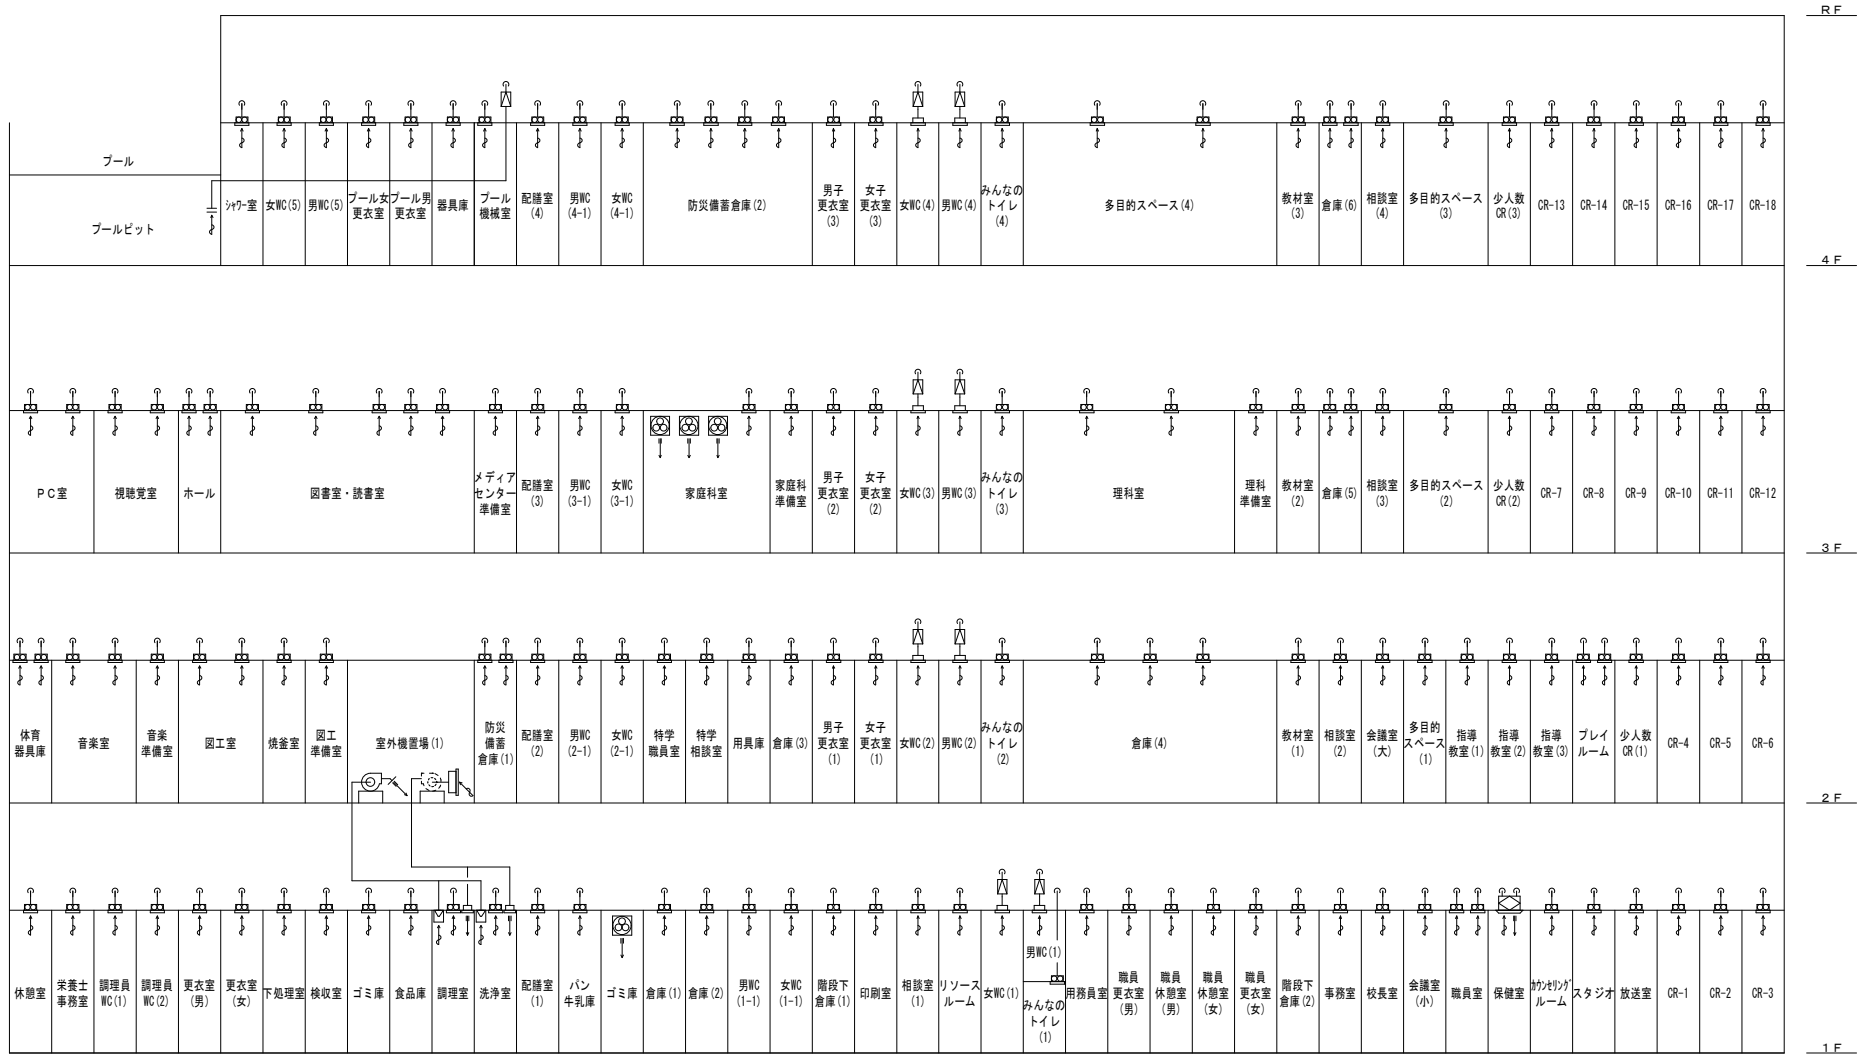 RF
プール
プールピット
シャワー室
女WC(5)
男WC(5)
プール女
更衣室
プール男
更衣室
器具庫
プール
機械室
配膳室
(4)
男WC
(4-1)
女WC
(4-1)
防災備蓄倉庫(2)
男子
更衣室
(3)
女子
更衣室
(3)
女WC(4)
男WC(4)
みんなの
トイレ
(4)
多目的スペース(4)
教材室
(3)
倉庫(6)
相談室
(4)
多目的スペース
(3)
少人数
CR(3)
CR-13
CR-14
CR-15
CR-16
CR-17
CR-18
4F
PC室
視聴覚室
ホール
図書室・読書室
メディア
センター
準備室
配膳室
(3)
男WC
(3-1)
女WC
(3-1)
家庭科室
家庭科
準備室
男子
更衣室
(2)
女子
更衣室
(2)
女WC(3)
男WC(3)
みんなの
トイレ
(3)
理科室
理科
準備室
教材室
(2)
倉庫(5)
相談室
(3)
多目的スペース
(2)
少人数
CR(2)
CR-7
CR-8
CR-9
CR-10
CR-11
CR-12
3F
体育
器具庫
音楽室
音楽
準備室
図工室
焼釜室
図工
準備室
室外機置場(1)
防災
備蓄
倉庫(1)
配膳室
(2)
男WC
(2-1)
女WC
(2-1)
特学
職員室
特学
相談室
用具庫
倉庫(3)
男子
更衣室
(1)
女子
更衣室
(1)
女WC(2)
男WC(2)
みんなの
トイレ
(2)
倉庫(4)
教材室
(1)
相談室
(2)
会議室
(大)
多目的
スペース
(1)
指導
教室(1)
指導
教室(2)
指導
教室(3)
プレイ
ルーム
少人数
CR(1)
CR-4
CR-5
CR-6
2F
休憩室
栄養士
事務室
調理員
WC(1)
調理員
WC(2)
更衣室
(男)
更衣室
(女)
下処理室
検収室
ゴミ庫
食品庫
調理室
洗浄室
配膳室
(1)
パン
牛乳庫
ゴミ庫
倉庫(1)
倉庫(2)
男WC
(1-1)
女WC
(1-1)
階段下
倉庫(1)
印刷室
相談室
(1)
リソース
ルーム
女WC(1)
男WC(1)
みんなの
トイレ
(1)
用務員室
職員
更衣室
(男)
職員
休憩室
(男)
職員
休憩室
(女)
職員
更衣室
(女)
階段下
倉庫(2)
事務室
校長室
会議室
(小)
職員室
保健室
カウンセリング
ルーム
スタジオ
放送室
CR-1
CR-2
CR-3
1F